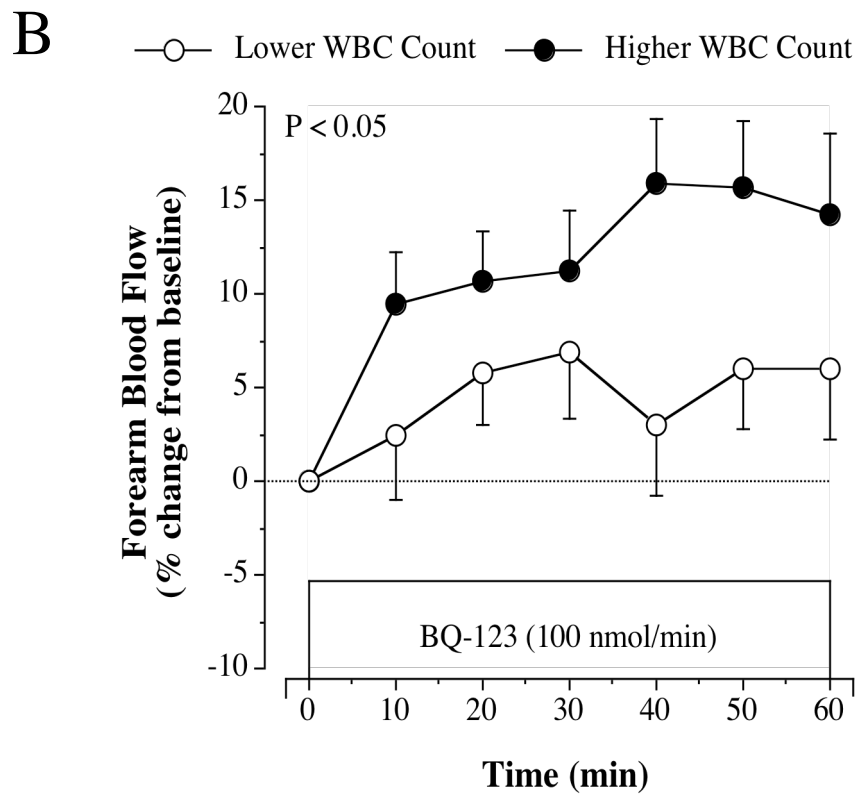 B
Lower WBC Count Higher WBC Count
P < 0.05
20
15
10
5
0
-5
-10
Forearm Blood Flow
(% change from baseline)
BQ-123 (100 nmol/min)
0 10 20 30 40 50 60
Time (min)